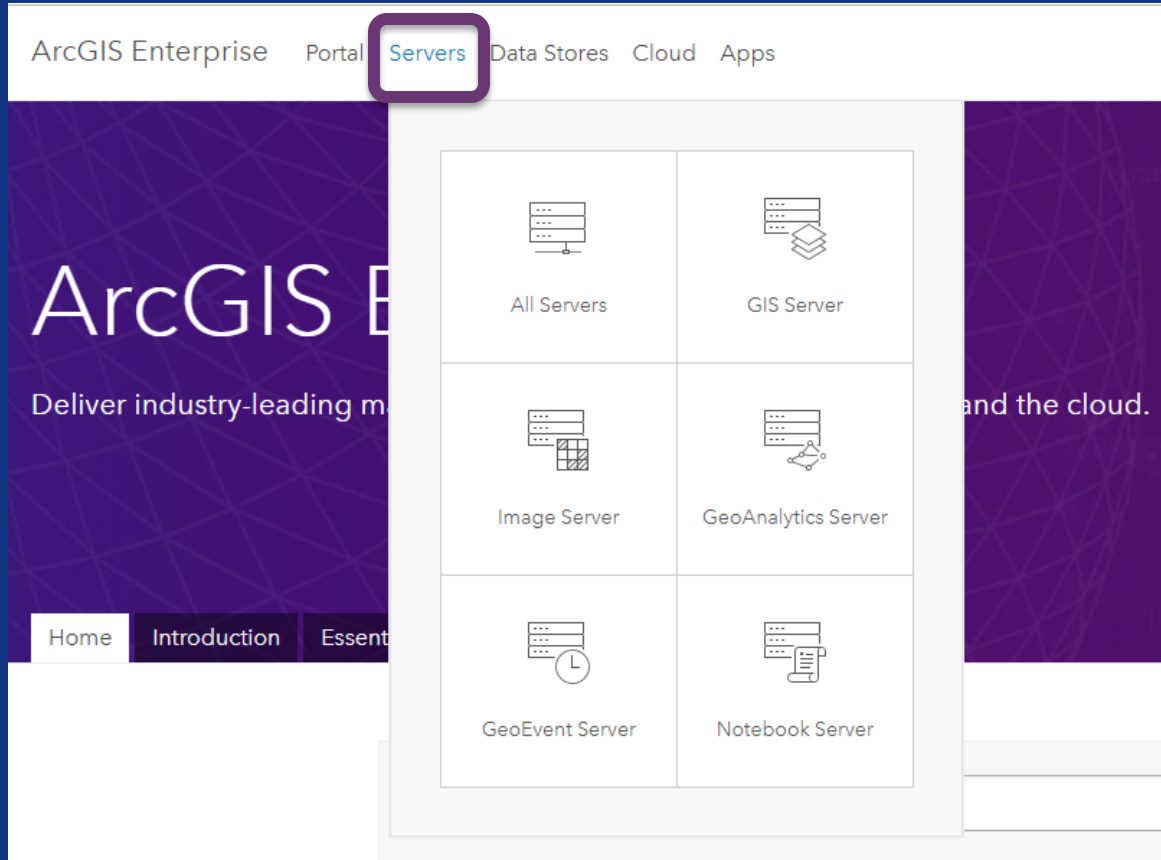 ArcGIS Enterprise Portal Servers Data Stores Cloud Apps
All Servers GIS Server
ArcGIS
Deliver industry-leading and the cloud.
Image Server GeoAnalytics Server
Home Introduction Essent
GeoEvent Server Notebook Server